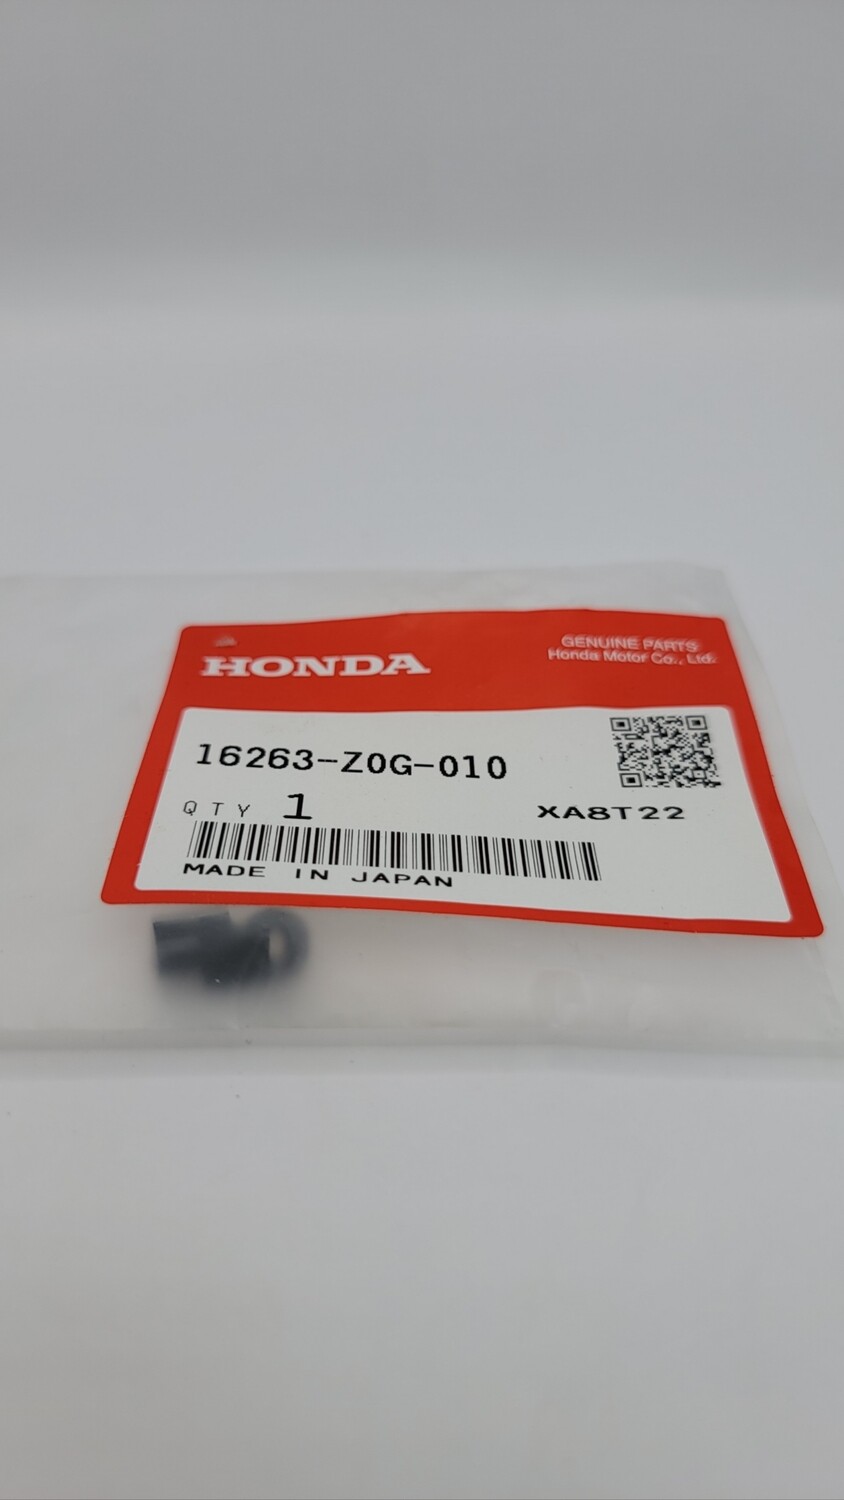 HONDA
GENUINE PARTS
Honda Motor Co., Ltd.
16263-Z0G-010
QTY 1
XA8T22
MADE IN JAPAN